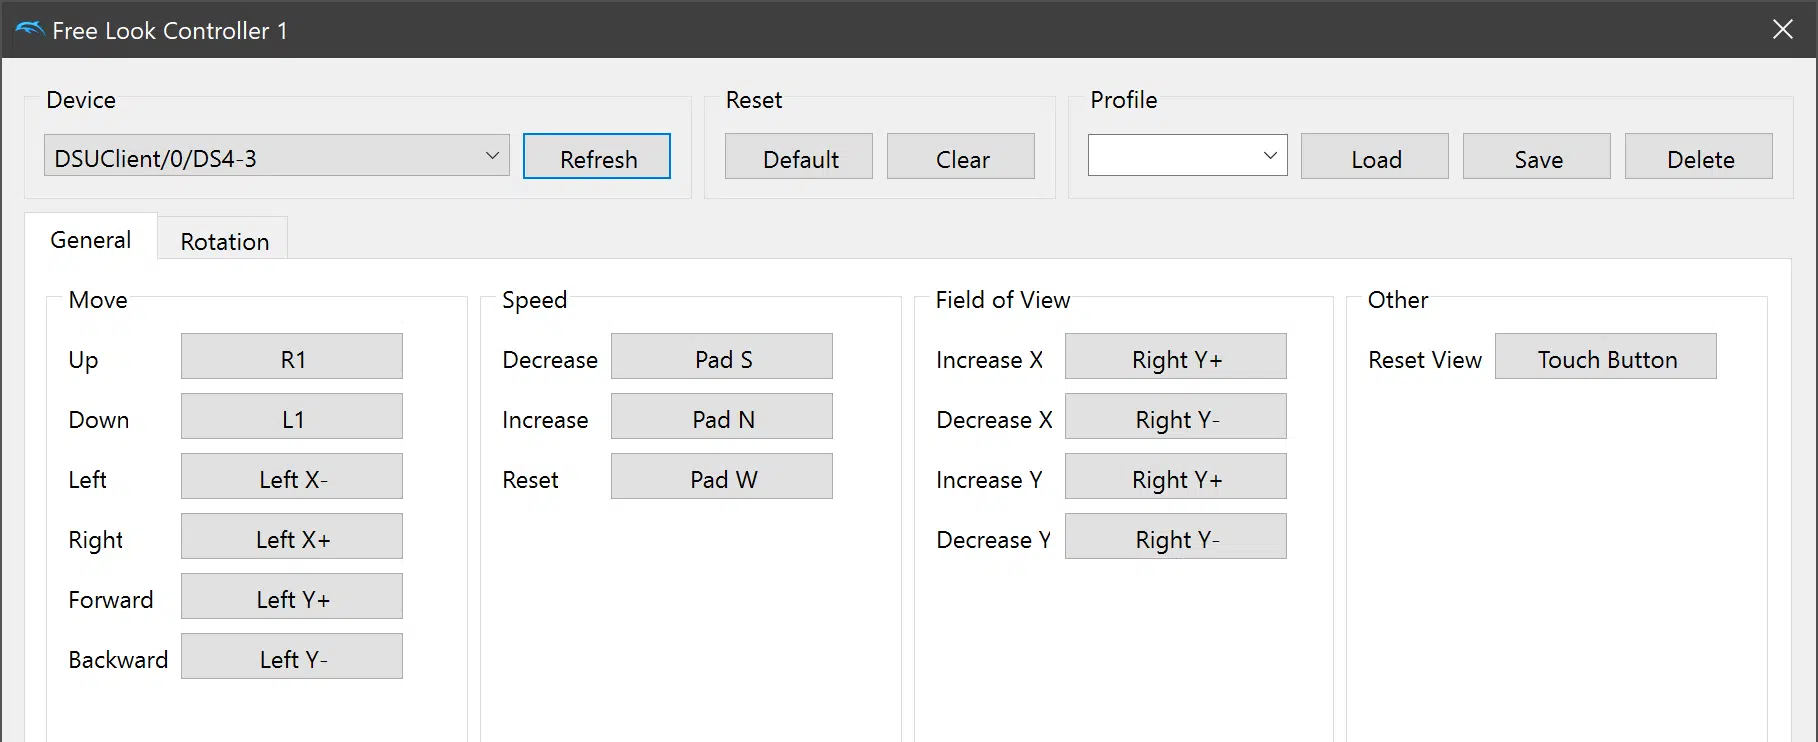 Free Look Controller 1
Device
DSUClient/0/DS4-3
Refresh
Reset
Default
Clear
Profile
Load
Save
Delete
General
Rotation
Move
Up R1
Down L1
Left Left X-
Right Left X+
Forward Left Y+
Backward Left Y-
Speed
Decrease Pad S
Increase Pad N
Reset Pad W
Field of View
Increase X Right Y+
Decrease X Right Y-
Increase Y Right Y+
Decrease Y Right Y-
Other
Reset View Touch Button